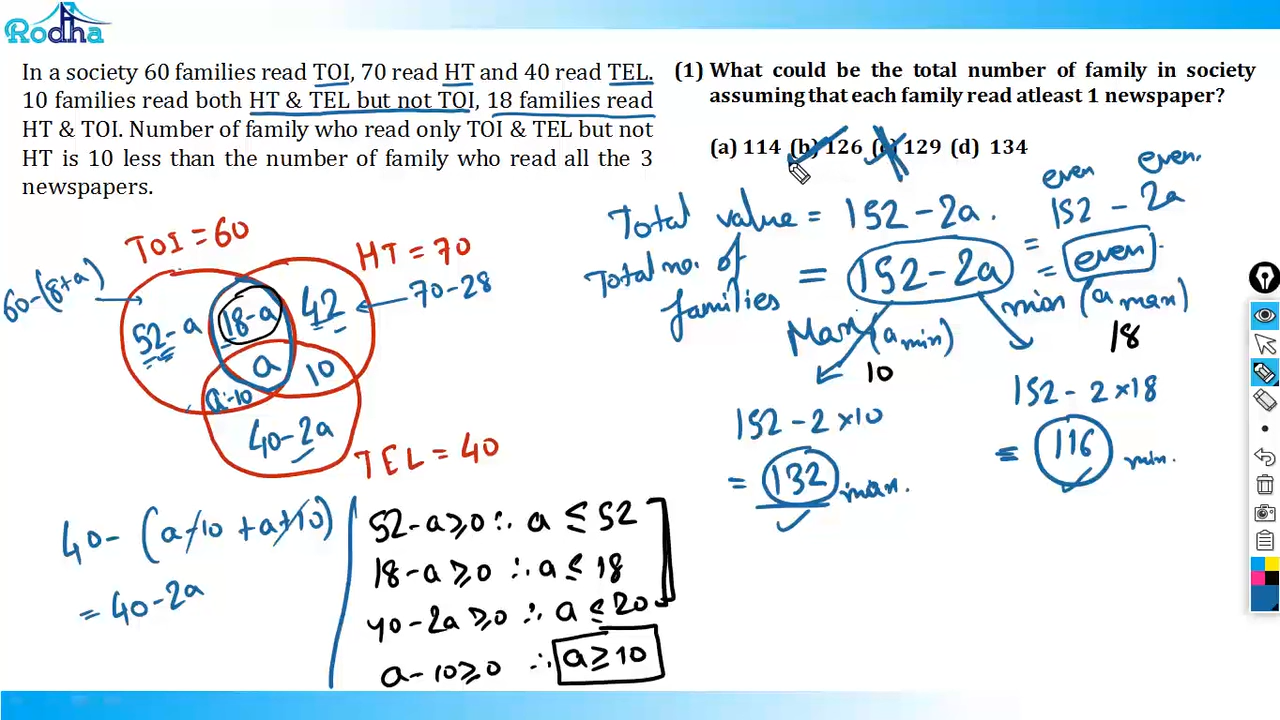 Rodha
In a society 60 families read TOI, 70 read HT and 40 read TEL.
10 families read both HT & TEL but not TOI, 18 families read
HT & TOI. Number of family who read only TOI & TEL but not
HT is 10 less than the number of family who read all the 3
newspapers.
(1) What could be the total number of family in society
assuming that each family read atleast 1 newspaper?
(a) 114 (b) 126 (c) 129 (d) 134
TOI = 60
HT = 70
60-(8+a)
70-28
52-a
18-a
42
a
10
a-10
40-2a
TEL = 40
40- (a-10 +a+10)
= 40-2a
52-a≥0 ∴ a ≤ 52
18-a ≥0 ∴ a ≤ 18
40-2a ≥0 ∴ a ≤ 20
a-10≥0 ∴ a ≥ 10
Total value = 152-2a.
Total no. of
families
= 152-2a
even even.
152 - 2a
=
= even.
Max (a min)
10
min (a max)
18
152 - 2×10
= 132 max.
152 - 2×18
= 116 min.